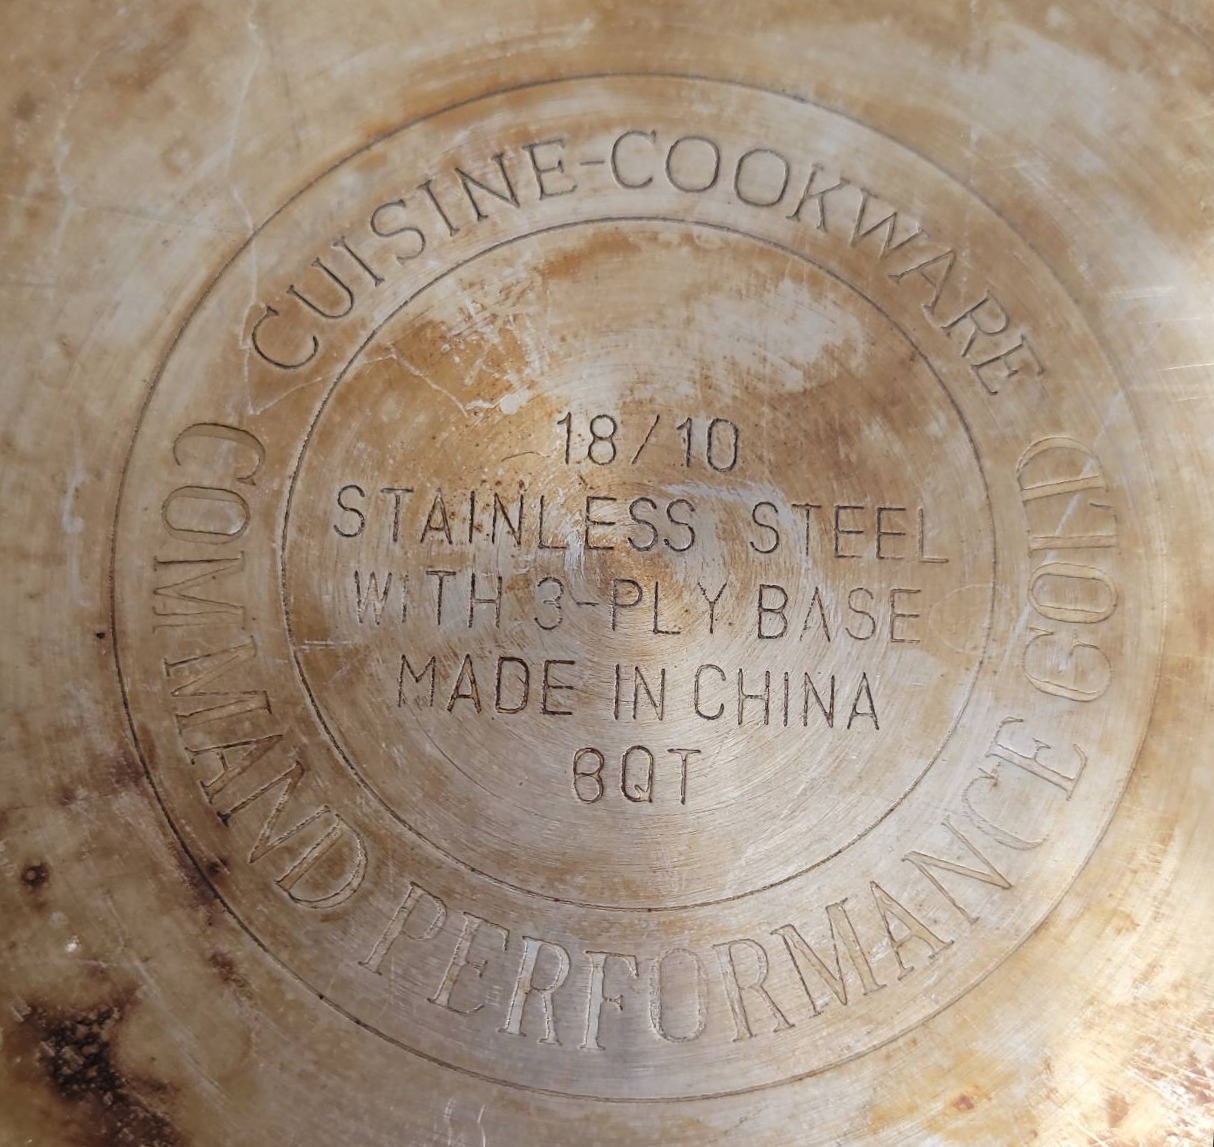 CUISINE-COOKWARE
18/10
STAINLESS STEEL
WITH 3-PLY BASE
MADE IN CHINA
8QT
COMMAND PERFORMANCE GOLD